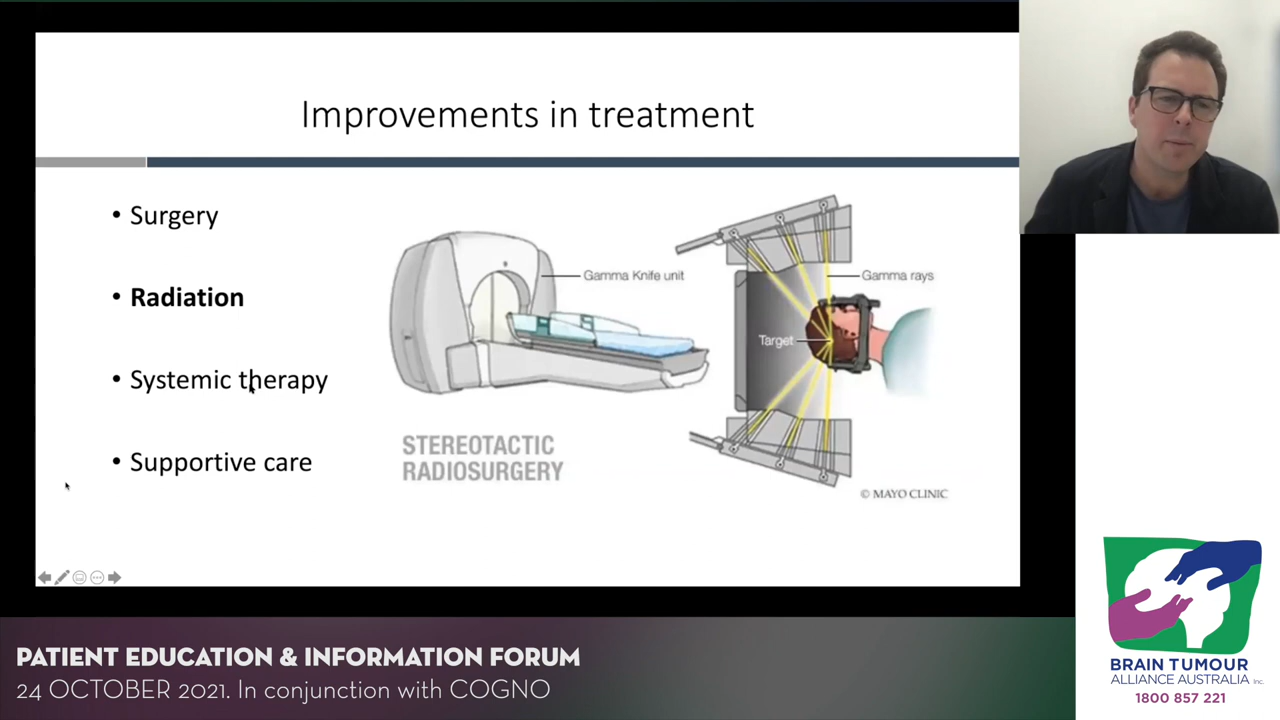 Improvements in treatment
• Surgery
• Radiation
• Systemic therapy
• Supportive care
Gamma Knife unit
Gamma rays
Target
STEREOTACTIC
RADIOSURGERY
© MAYO CLINIC
PATIENT EDUCATION & INFORMATION FORUM
24 OCTOBER 2021. In conjunction with COGNO
BRAIN TUMOUR
ALLIANCE AUSTRALIA Inc.
1800 857 221